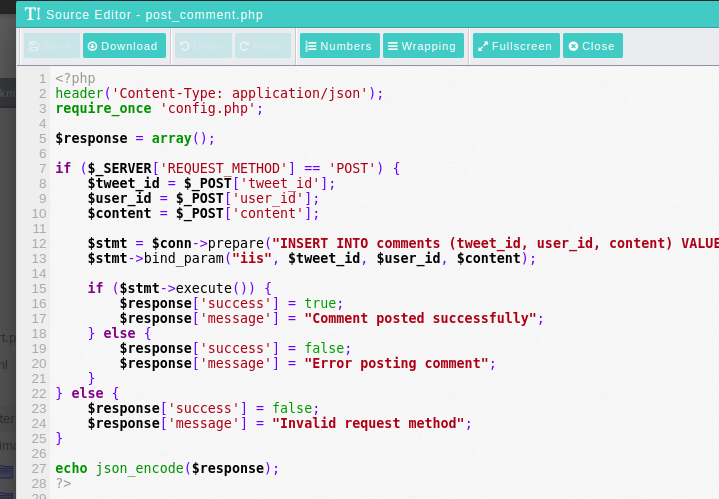 Source Editor - post_comment.php
Save Download Undo Redo Numbers Wrapping Fullscreen Close
1 <?php
2 header('Content-Type: application/json');
3 require_once 'config.php';
4
5 $response = array();
6
7 if ($_SERVER['REQUEST_METHOD'] == 'POST') {
8 $tweet_id = $_POST['tweet_id'];
9 $user_id = $_POST['user_id'];
10 $content = $_POST['content'];
11
12 $stmt = $conn->prepare("INSERT INTO comments (tweet_id, user_id, content) VALUE
13 $stmt->bind_param("iis", $tweet_id, $user_id, $content);
14
15 if ($stmt->execute()) {
16 $response['success'] = true;
17 $response['message'] = "Comment posted successfully";
18 } else {
19 $response['success'] = false;
20 $response['message'] = "Error posting comment";
21 }
22 } else {
23 $response['success'] = false;
24 $response['message'] = "Invalid request method";
25 }
26
27 echo json_encode($response);
28 ?>
29